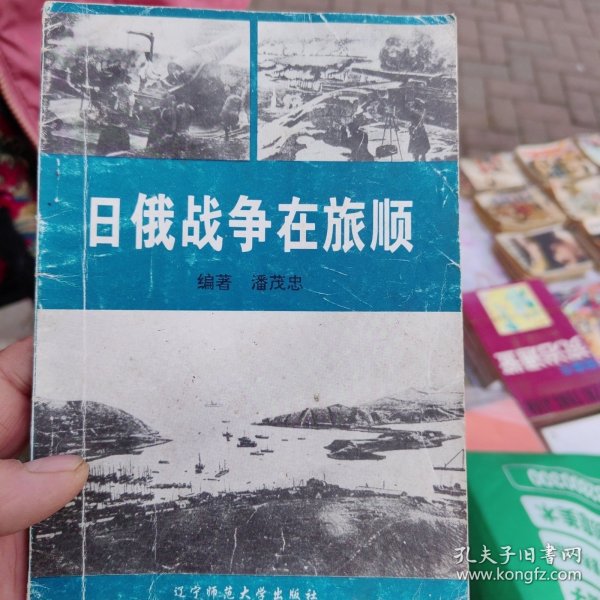 日俄战争在旅顺
编著 潘茂忠
辽宁师范大学出版社
孔夫子旧书网
www.kongfz.com